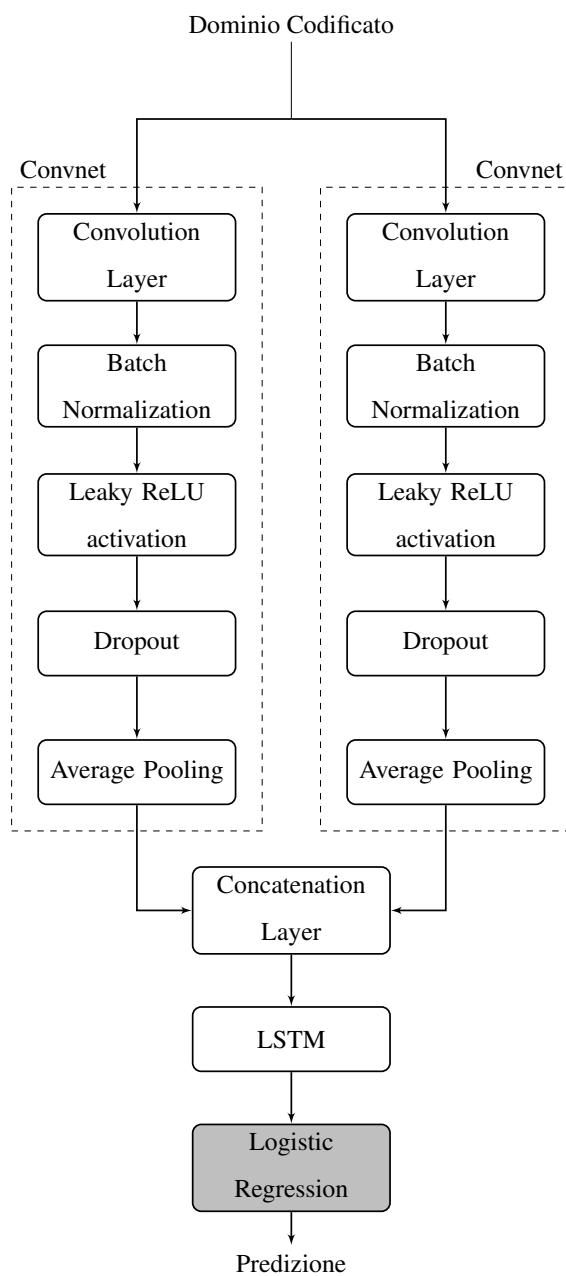 Dominio Codificato
Convnet
Convnet
Convolution
Layer
Convolution
Layer
Batch
Normalization
Batch
Normalization
Leaky ReLU
activation
Leaky ReLU
activation
Dropout
Dropout
Average Pooling
Average Pooling
Concatenation
Layer
LSTM
Logistic
Regression
Predizione